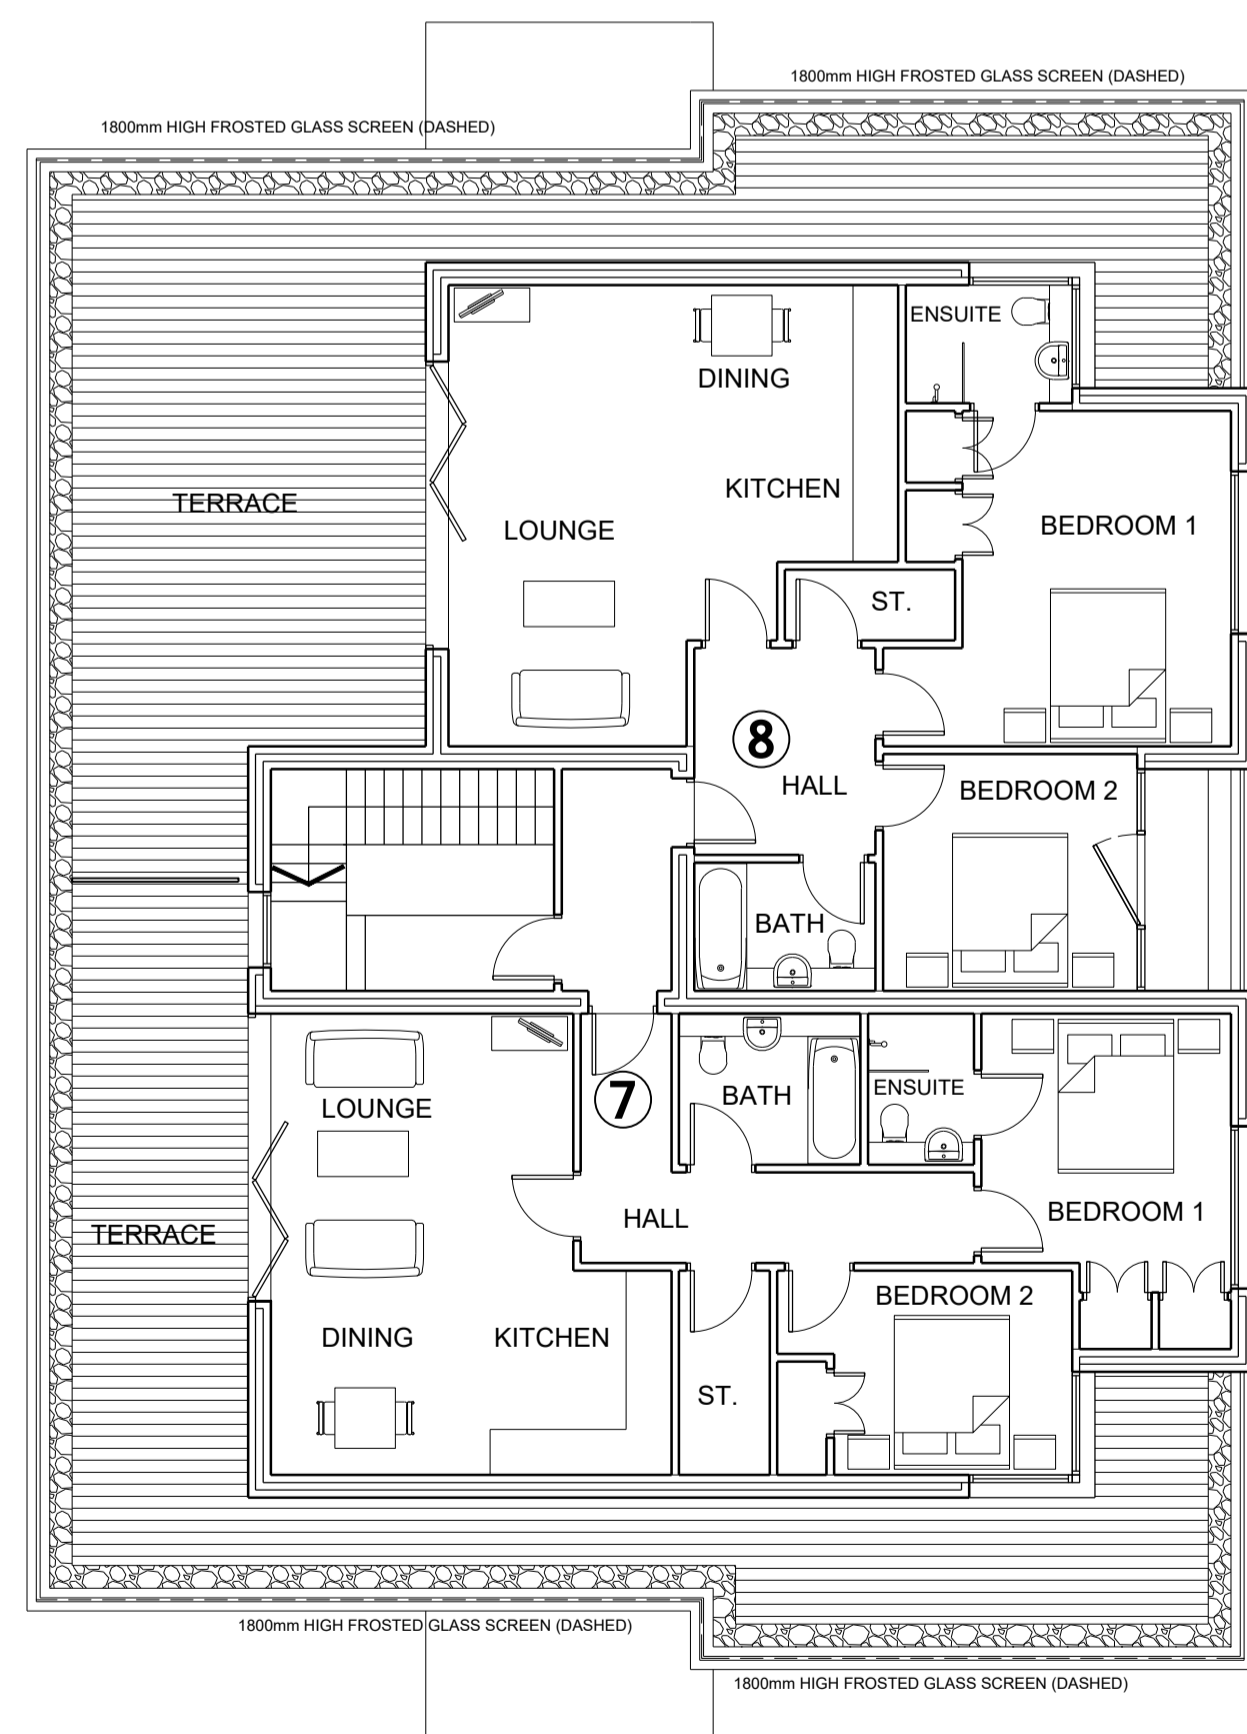 1800mm HIGH FROSTED GLASS SCREEN (DASHED)
1800mm HIGH FROSTED GLASS SCREEN (DASHED)
ENSUITE
DINING
KITCHEN
TERRACE
LOUNGE
BEDROOM 1
ST.
8
HALL
BEDROOM 2
BATH
7
LOUNGE
BATH
ENSUITE
TERRACE
HALL
BEDROOM 1
BEDROOM 2
DINING
KITCHEN
ST.
1800mm HIGH FROSTED GLASS SCREEN (DASHED)
1800mm HIGH FROSTED GLASS SCREEN (DASHED)